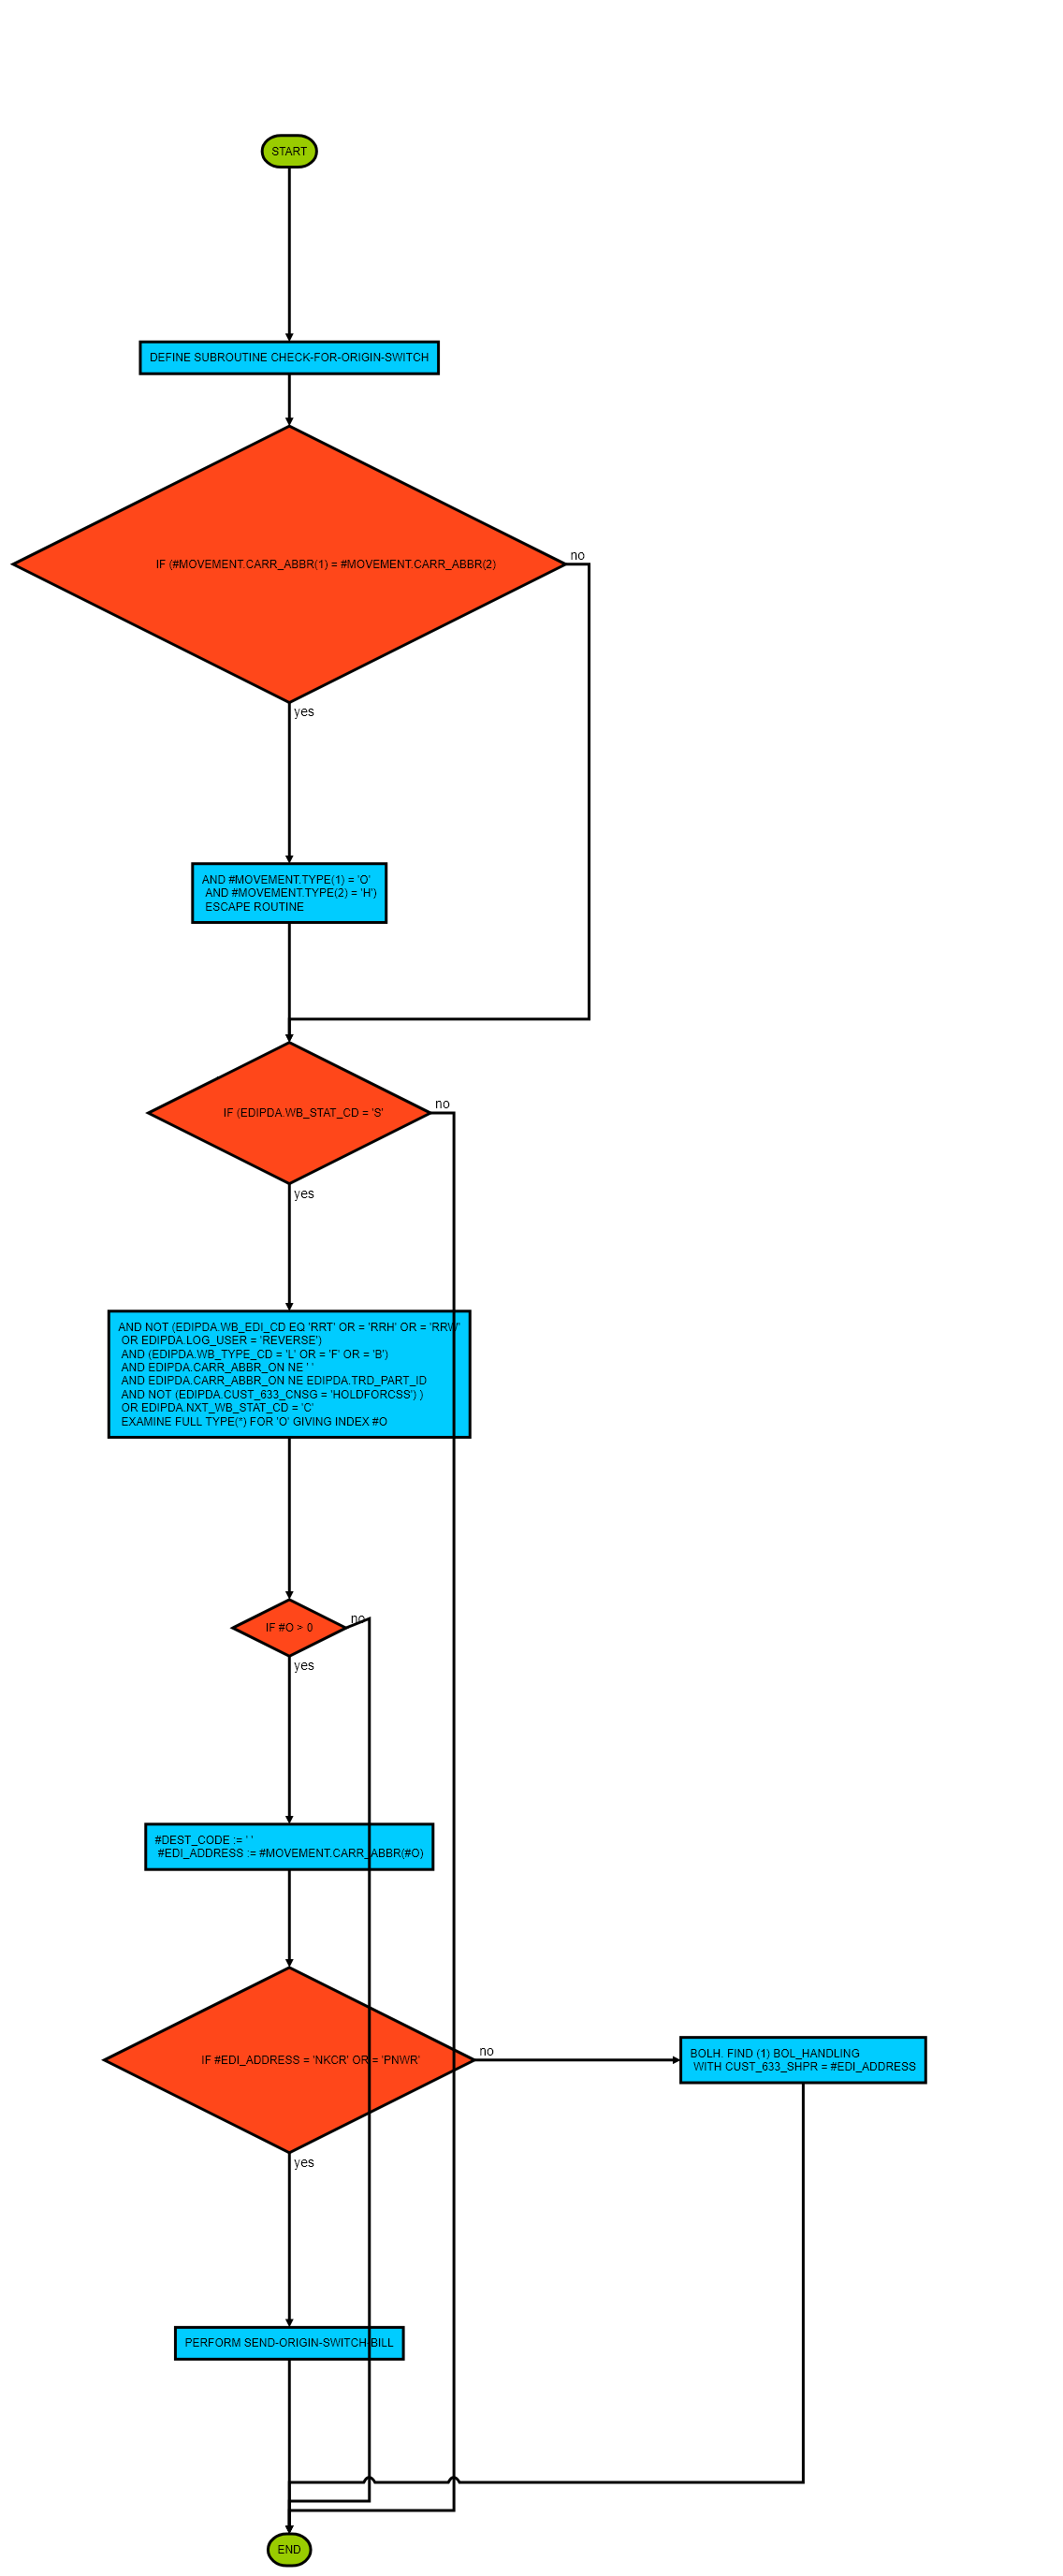 START
DEFINE SUBROUTINE CHECK-FOR-ORIGIN-SWITCH
IF (#MOVEMENT.CARR_ABBR(1) = #MOVEMENT.CARR_ABBR(2)
no
yes
AND #MOVEMENT.TYPE(1) = 'O'
AND #MOVEMENT.TYPE(2) = 'H')
ESCAPE ROUTINE
IF (EDIPDA.WB_STAT_CD = 'S'
no
yes
AND NOT (EDIPDA.WB_EDI_CD EQ 'RRT' OR = 'RRH' OR = 'RRW'
OR EDIPDA.LOG_USER = 'REVERSE')
AND (EDIPDA.WB_TYPE_CD = 'L' OR = 'F' OR = 'B')
AND EDIPDA.CARR_ABBR_ON NE ' '
AND EDIPDA.CARR_ABBR_ON NE EDIPDA.TRD_PART_ID
AND NOT (EDIPDA.CUST_633_CNSG = 'HOLDFORCSS') )
OR EDIPDA.NXT_WB_STAT_CD = 'C'
EXAMINE FULL TYPE(*) FOR 'O' GIVING INDEX #O
IF #O > 0
no
yes
#DEST_CODE := ' '
#EDI_ADDRESS := #MOVEMENT.CARR_ABBR(#O)
IF #EDI_ADDRESS = 'NKCR' OR = 'PNWR'
no
BOLH. FIND (1) BOL_HANDLING
WITH CUST_633_SHPR = #EDI_ADDRESS
yes
PERFORM SEND-ORIGIN-SWITCH-BILL
END